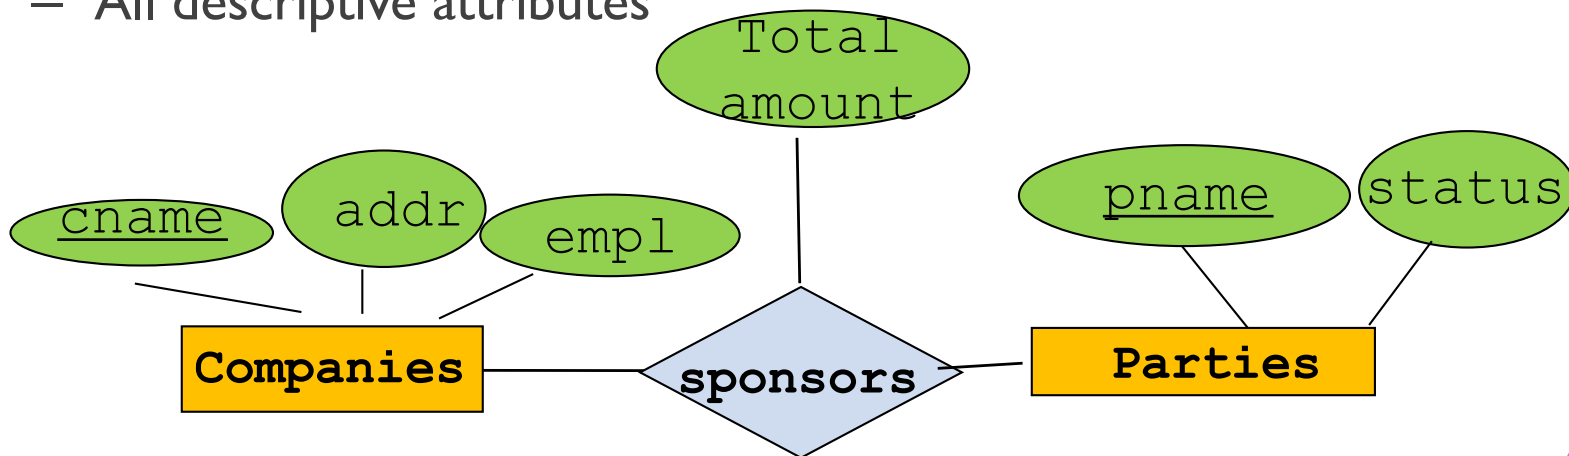 – All descriptive attributes
Total
amount
cname
addr
empl
pname
status
Companies
sponsors
Parties